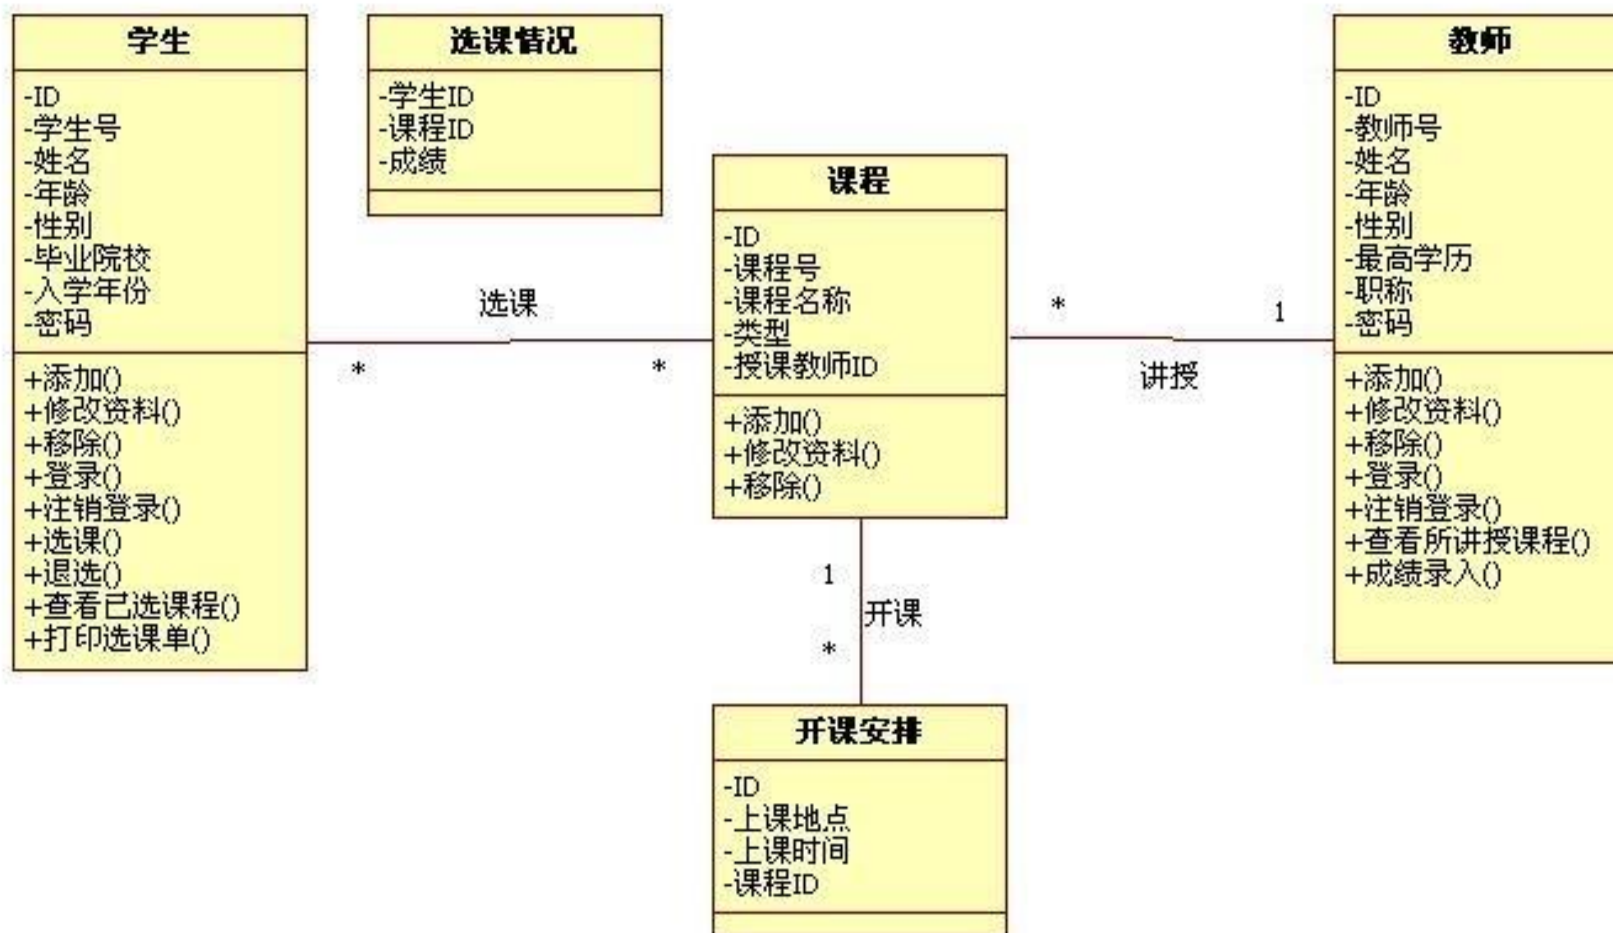 学生
-ID
-学生号
-姓名
-年龄
-性别
-毕业院校
-入学年份
-密码
+添加()
+修改资料()
+移除()
+登录()
+注销登录()
+选课()
+退选()
+查看已选课程()
+打印选课单()
选课情况
-学生ID
-课程ID
-成绩
选课
*
*
课程
-ID
-课程号
-课程名称
-类型
-授课教师ID
+添加()
+修改资料()
+移除()
*
1
讲授
教师
-ID
-教师号
-姓名
-年龄
-性别
-最高学历
-职称
-密码
+添加()
+修改资料()
+移除()
+登录()
+注销登录()
+查看所讲授课程()
+成绩录入()
1
开课
*
开课安排
-ID
-上课地点
-上课时间
-课程ID